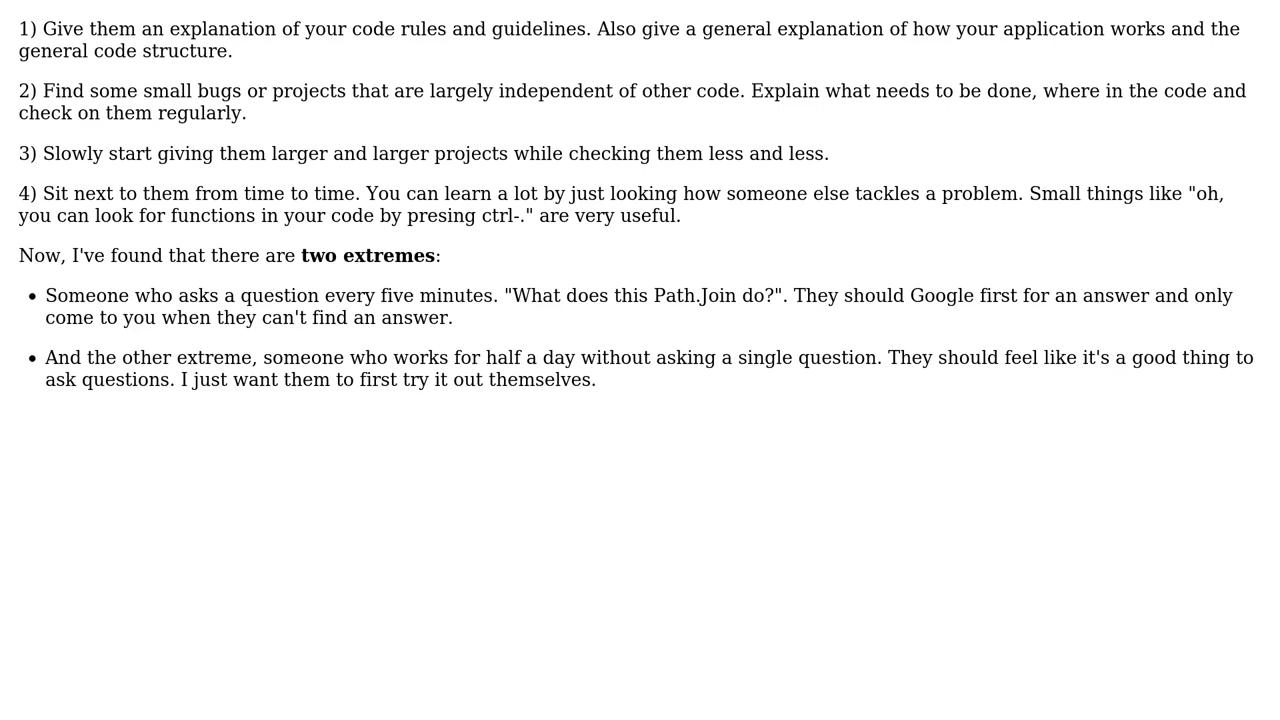 1) Give them an explanation of your code rules and guidelines. Also give a general explanation of how your application works and the
general code structure.
2) Find some small bugs or projects that are largely independent of other code. Explain what needs to be done, where in the code and
check on them regularly.
3) Slowly start giving them larger and larger projects while checking them less and less.
4) Sit next to them from time to time. You can learn a lot by just looking how someone else tackles a problem. Small things like "oh,
you can look for functions in your code by presing ctrl-." are very useful.
Now, I've found that there are two extremes:
• Someone who asks a question every five minutes. "What does this Path.Join do?". They should Google first for an answer and only
come to you when they can't find an answer.
• And the other extreme, someone who works for half a day without asking a single question. They should feel like it's a good thing to
ask questions. I just want them to first try it out themselves.